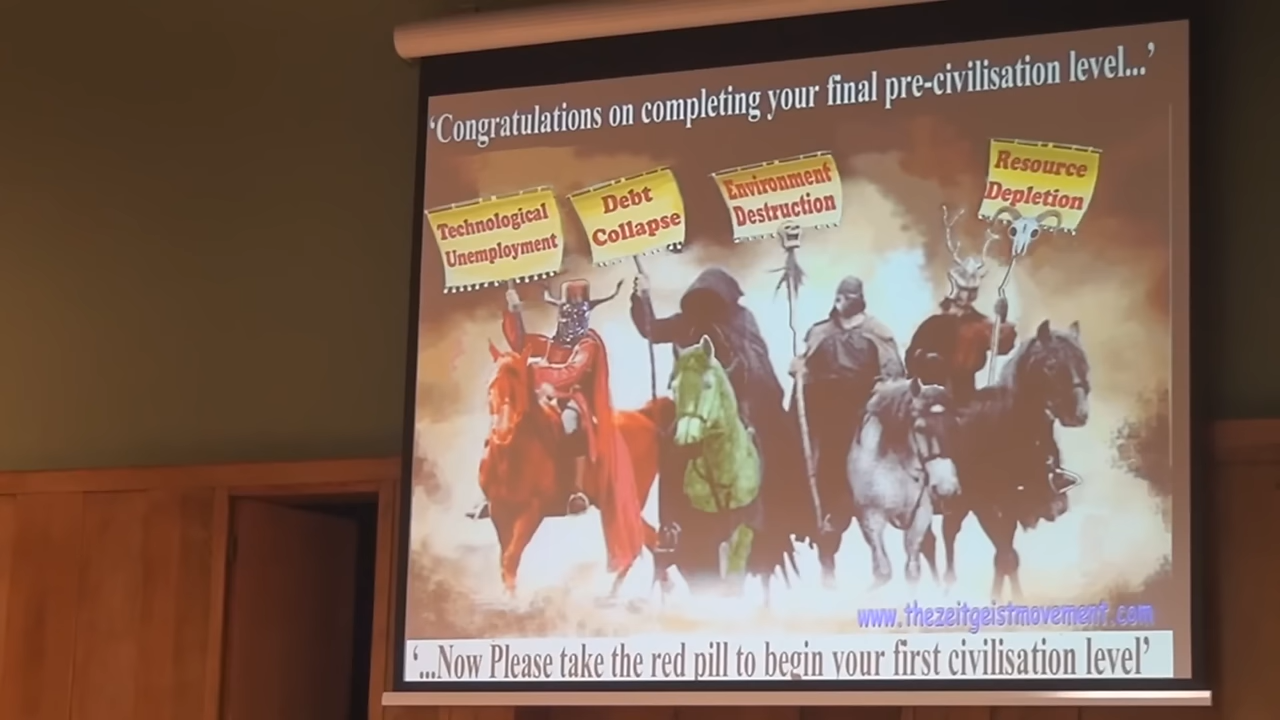 ‘Congratulations on completing your final pre-civilisation level...’
Technological
Unemployment
Debt
Collapse
Environment
Destruction
Resource
Depletion
www.thezeitgeistmovement.com
‘...Now Please take the red pill to begin your first civilisation level’